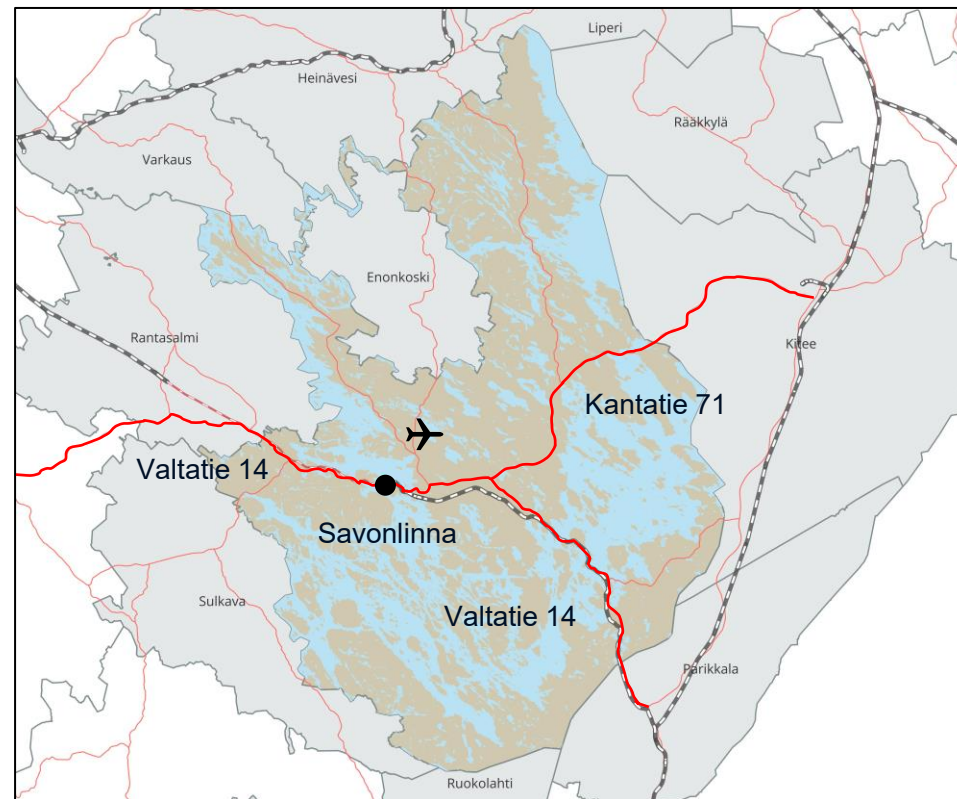 Liperi
Heinävesi
Rääkkylä
Varkaus
Enonkoski
Rantasalmi
Kitee
Kantatie 71
Valtatie 14
Savonlinna
Sulkava
Valtatie 14
Parikkala
Ruokolahti